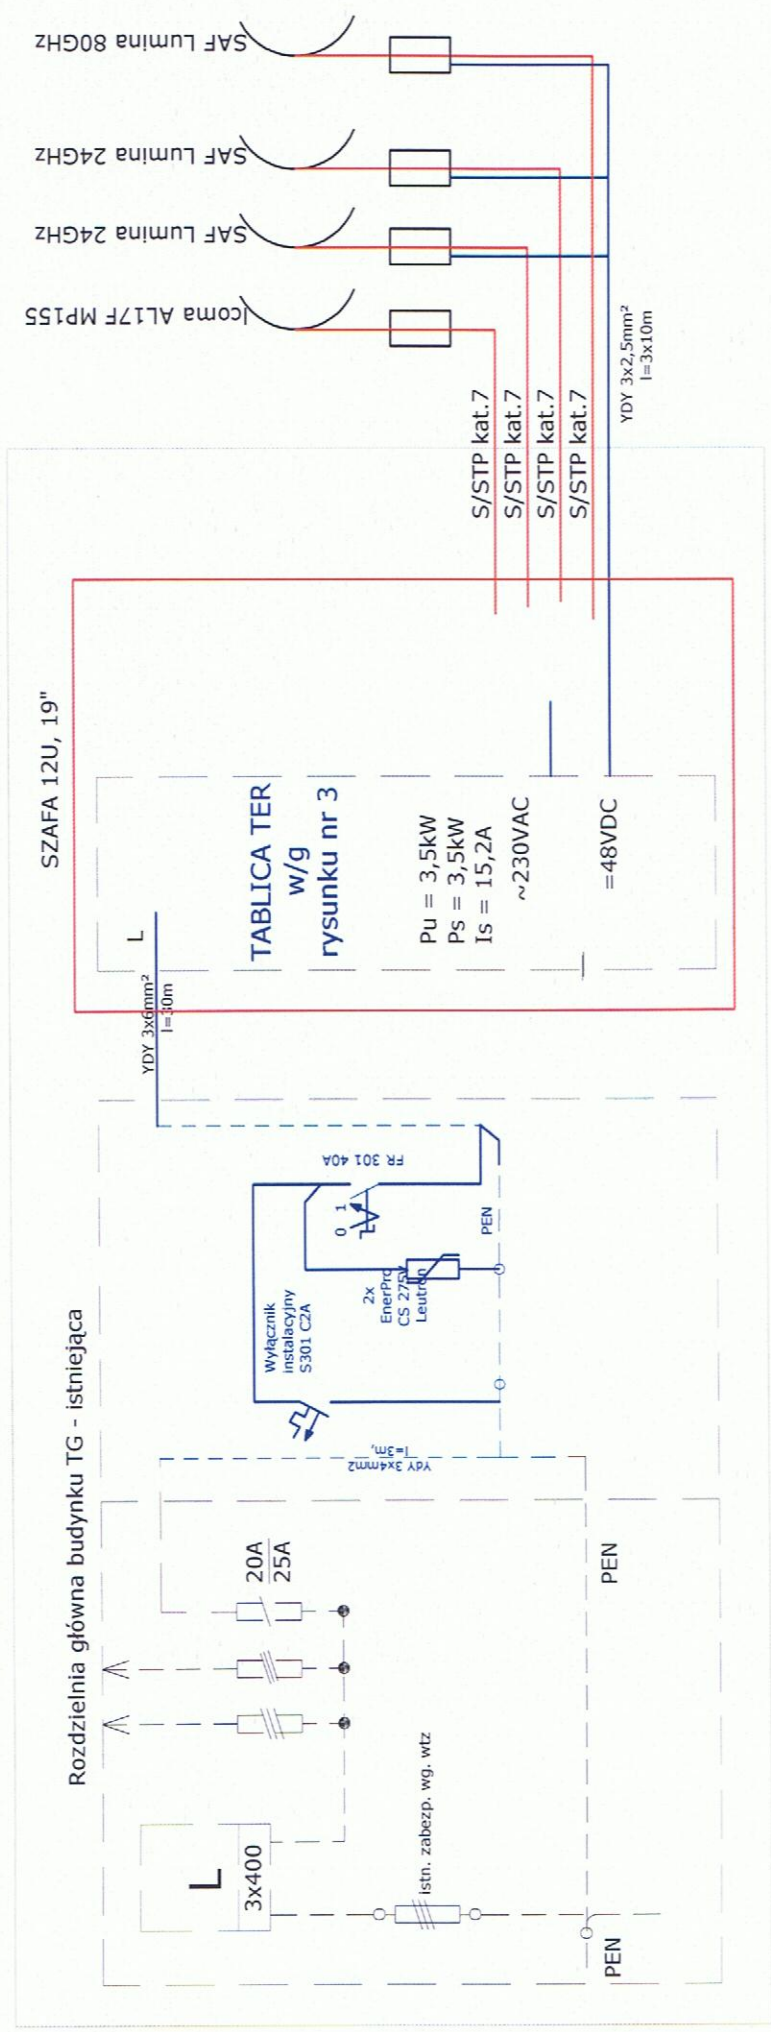 Rozdzielnia główna budynku TG - istniejąca
L
3x400
20A
25A
istn. zabezp. wg. wtz
PEN
PEN
YdY 3x4mm2
l=3m,
Wyłącznik
instalacyjny
S301 C2A
2x
EnerPro
CS 275V
Leutron
0 1
FR 301 40A
PEN
YDY 3x6mm²
l=30m
SZAFA 12U, 19"
L
TABLICA TER
w/g
rysunku nr 3
Pu = 3,5kW
Ps = 3,5kW
Is = 15,2A
~230VAC
=48VDC
S/STP kat.7
S/STP kat.7
S/STP kat.7
S/STP kat.7
YDY 3x2,5mm²
l=3x10m
Icoma AL17F MP155
SAF Lumina 24GHz
SAF Lumina 24GHz
SAF Lumina 80GHz